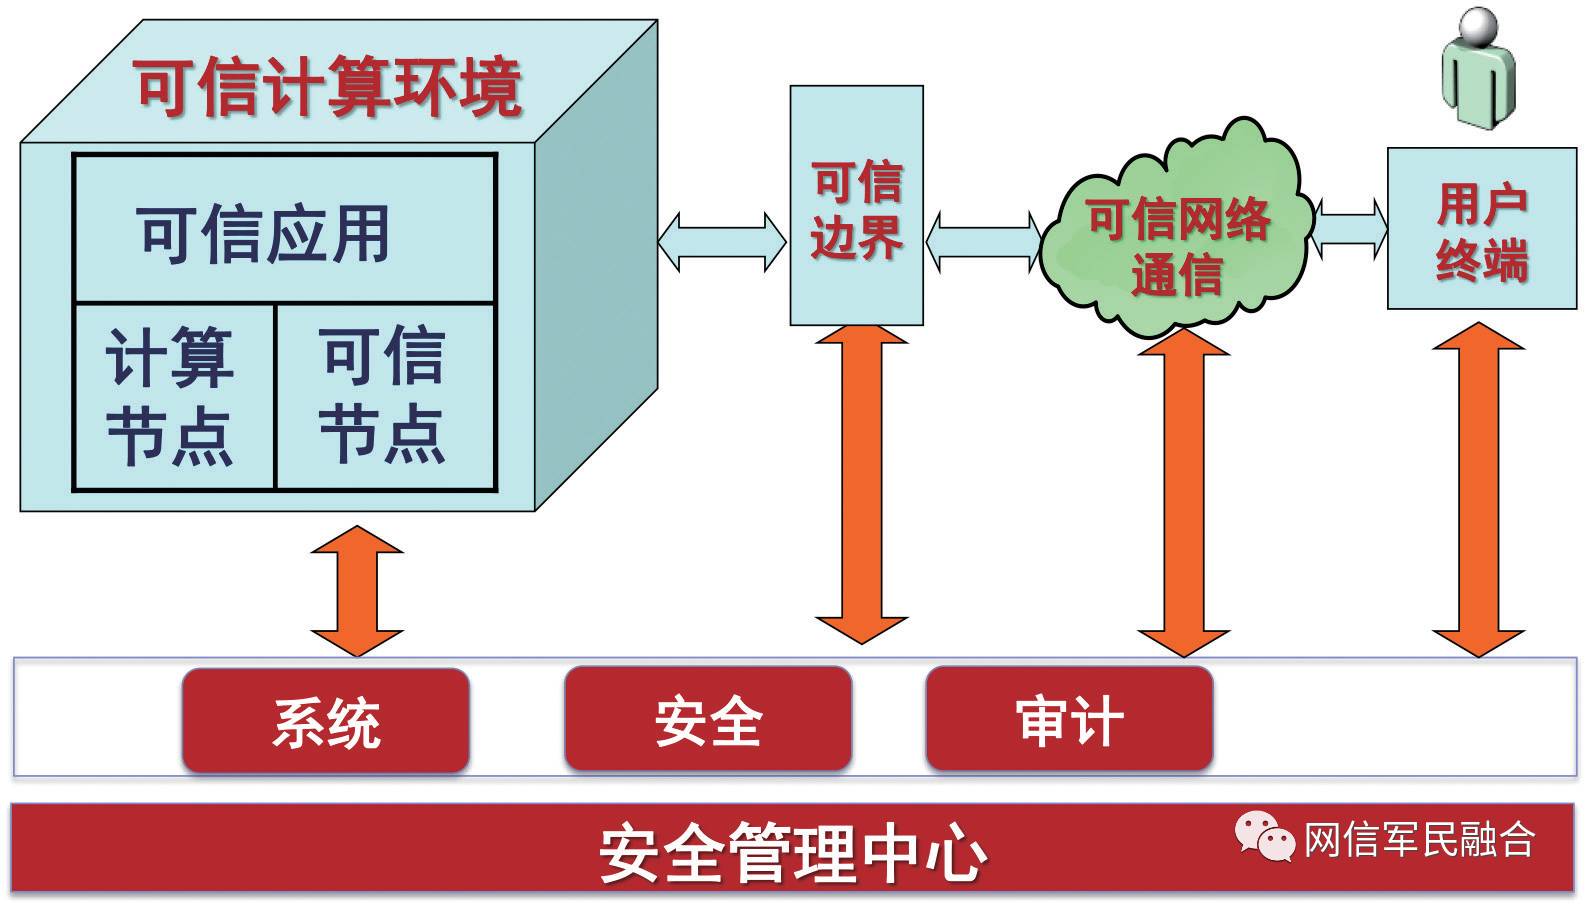 可信计算环境
可信应用
计算
节点
可信
节点
可信
边界
可信网络
通信
用户
终端
系统
安全
审计
安全管理中心
网信军民融合